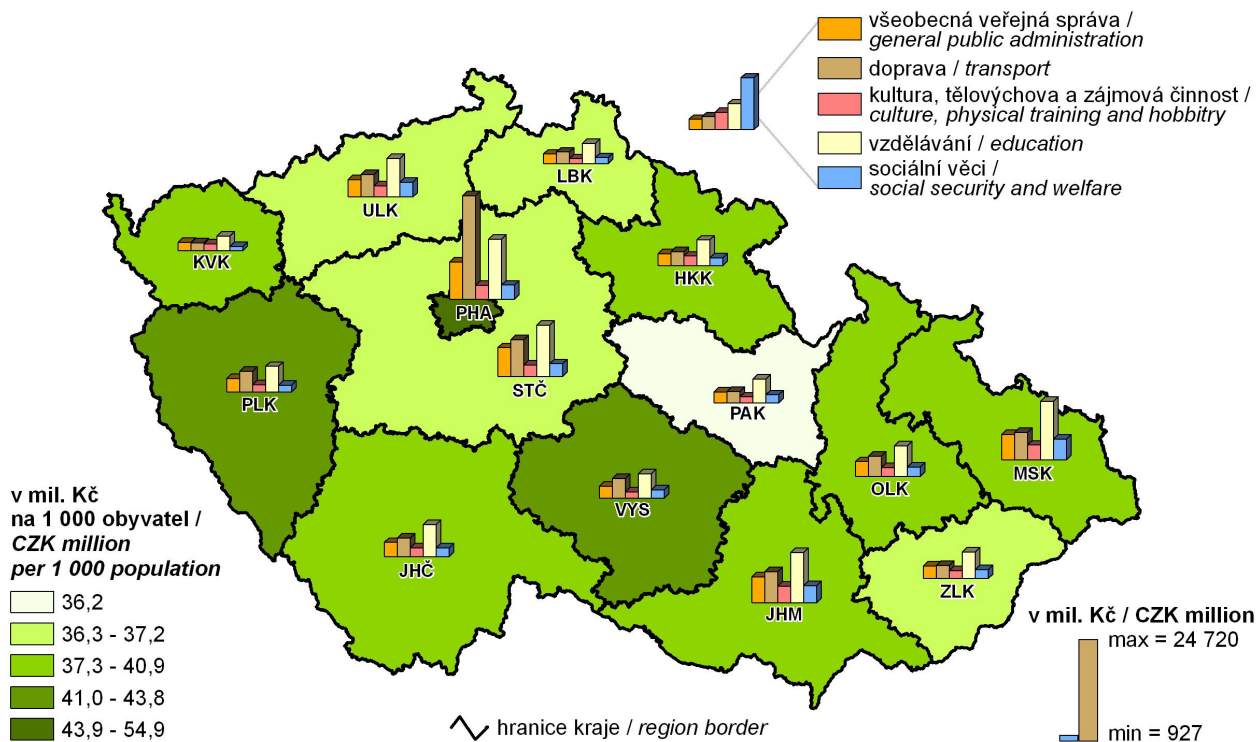 všeobecná veřejná správa /
general public administration
doprava / transport
kultura, tělovýchova a zájmová činnost /
culture, physical training and hobbitry
vzdělávání / education
sociální věci /
social security and welfare
LBK
ULK
KVK
HKK
PHA
STČ
PLK
PAK
MSK
OLK
VYS
JHČ
ZLK
JHM
v mil. Kč
na 1 000 obyvatel /
CZK million
per 1 000 population
36,2
36,3 - 37,2
37,3 - 40,9
41,0 - 43,8
43,9 - 54,9
hranice kraje / region border
v mil. Kč / CZK million
max = 24 720
min = 927